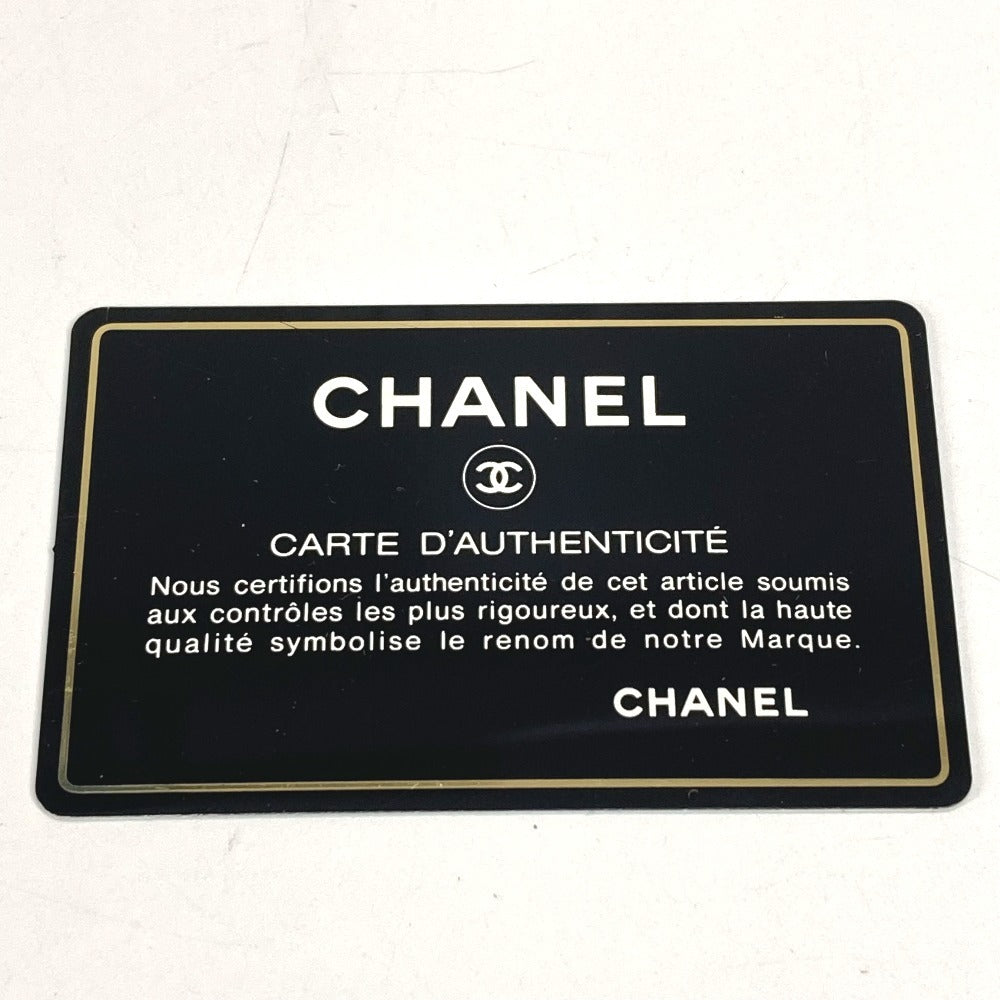 CHANEL
CARTE D'AUTHENTICITÉ
Nous certifions l'authenticité de cet article soumis
aux contrôles les plus rigoureux, et dont la haute
qualité symbolise le renom de notre Marque.
CHANEL